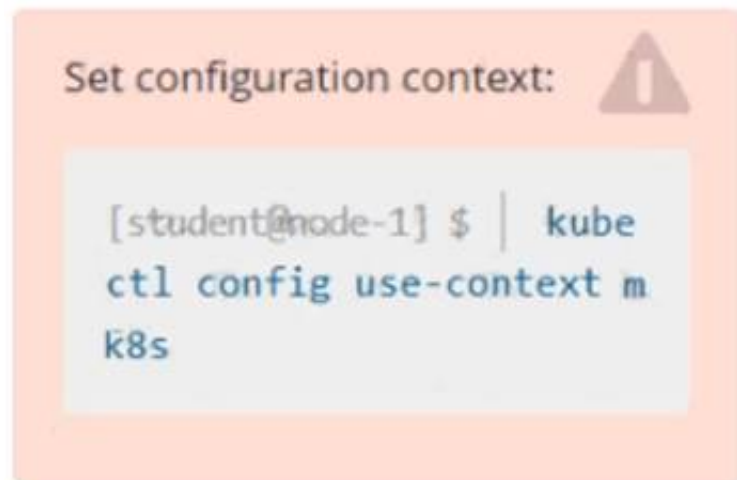 Set configuration context:
[student@node-1] $ | kube
ctl config use-context m
k8s